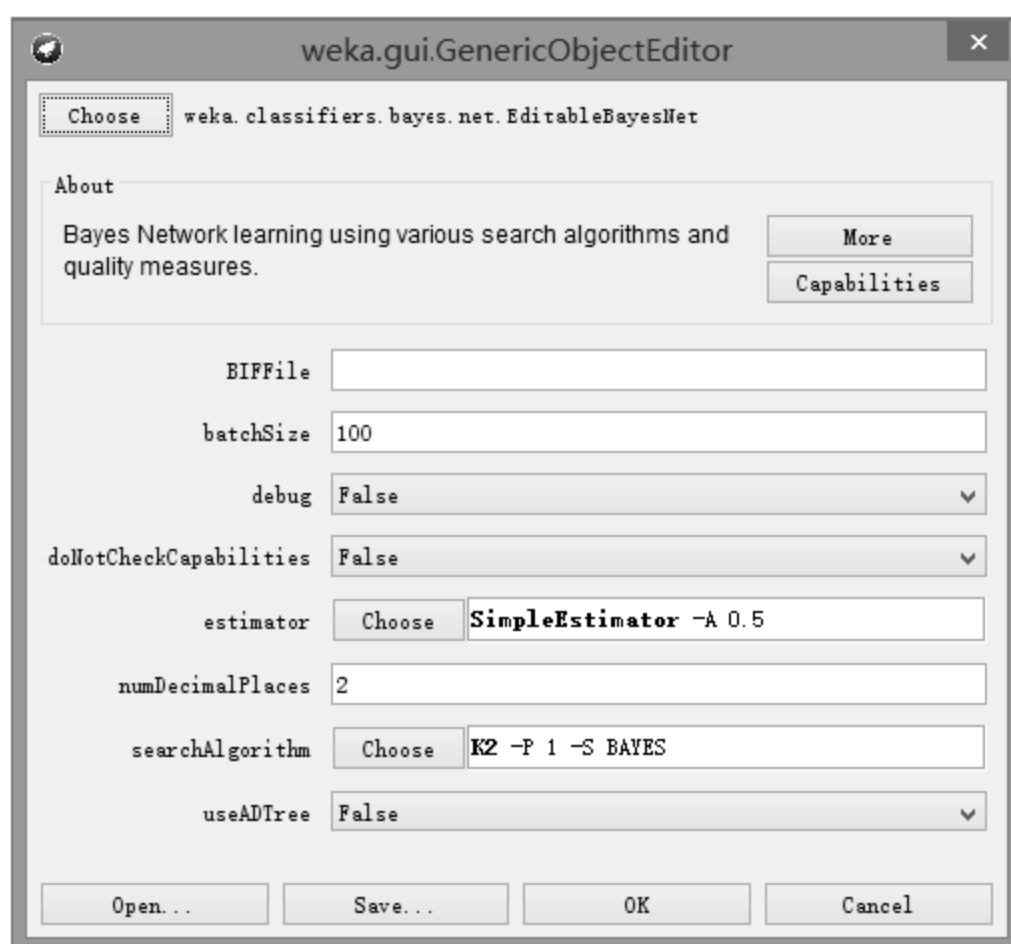 weka.gui.GenericObjectEditor
Choose weka.classifiers.bayes.net.EditableBayesNet
About
Bayes Network learning using various search algorithms and
quality measures.
More
Capabilities
BIFFile
batchSize 100
debug False
doNotCheckCapabilities False
estimator Choose SimpleEstimator -A 0.5
numDecimalPlaces 2
searchAlgorithm Choose K2 -P 1 -S BAYES
useADTree False
Open... Save... OK Cancel